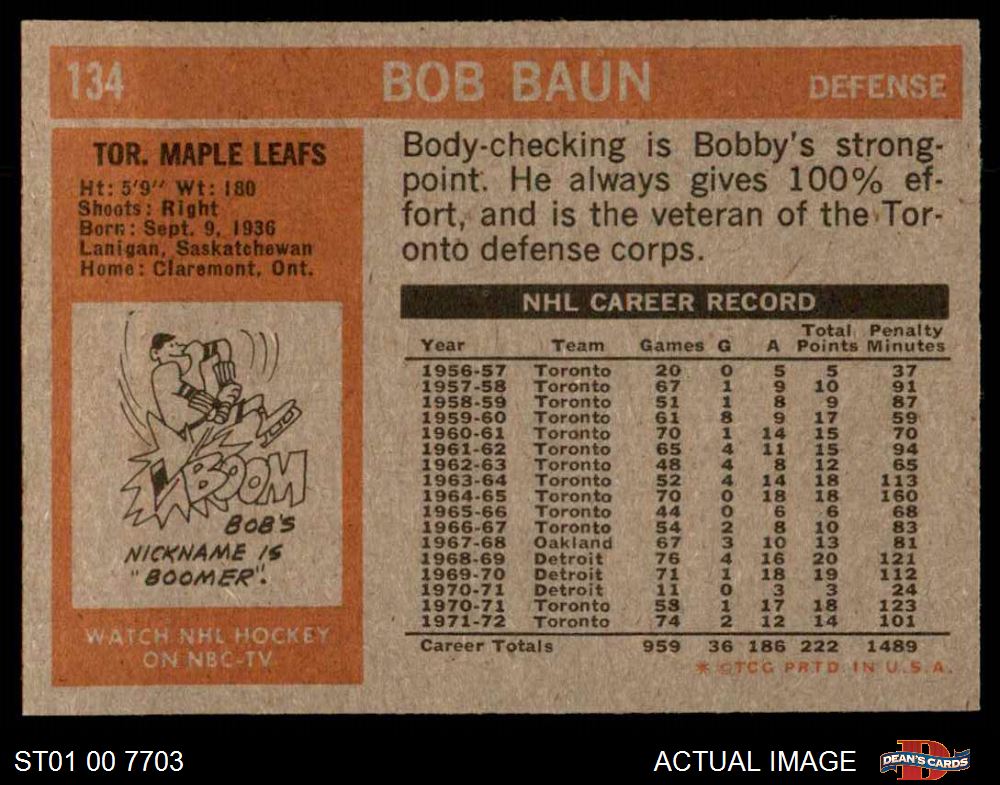 134 BOB BAUN DEFENSE
TOR. MAPLE LEAFS
Ht: 5'9" Wt: 180
Shoots: Right
Born: Sept. 9, 1936
Lanigan, Saskatchewan
Home: Claremont, Ont.
KABOOM
BOB'S
NICKNAME IS
"BOOMER".
WATCH NHL HOCKEY
ON NBC-TV
Body-checking is Bobby's strong-
point. He always gives 100% ef-
fort, and is the veteran of the Tor-
onto defense corps.
NHL CAREER RECORD
Total Penalty
Year Team Games G A Points Minutes
1956-57 Toronto 20 0 5 5 37
1957-58 Toronto 67 1 9 10 91
1958-59 Toronto 51 1 8 9 87
1959-60 Toronto 61 8 9 17 59
1960-61 Toronto 70 1 14 15 70
1961-62 Toronto 65 4 11 15 94
1962-63 Toronto 48 4 8 12 65
1963-64 Toronto 52 4 14 18 113
1964-65 Toronto 70 0 18 18 160
1965-66 Toronto 44 0 6 6 68
1966-67 Toronto 54 2 8 10 83
1967-68 Oakland 67 3 10 13 81
1968-69 Detroit 76 4 16 20 121
1969-70 Detroit 71 1 18 19 112
1970-71 Detroit 11 0 3 3 24
1970-71 Toronto 58 1 17 18 123
1971-72 Toronto 74 2 12 14 101
Career Totals 959 36 186 222 1489
* ©TCG PRTD. IN U.S.A.
ST01 00 7703 ACTUAL IMAGE DEAN'S CARDS